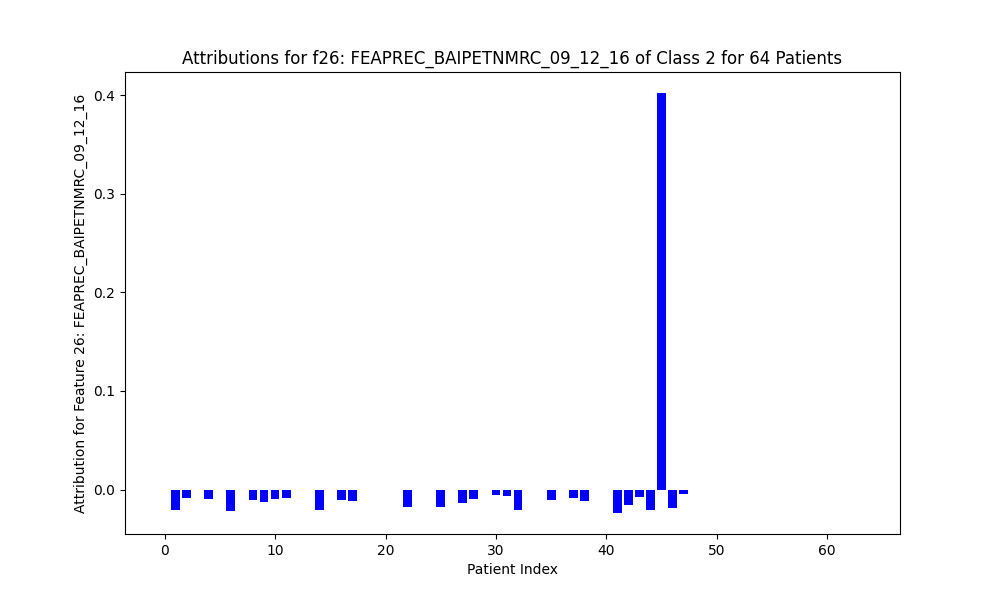 Attributions for f26: FEAPREC_BAIPETNMRC_09_12_16 of Class 2 for 64 Patients
Attribution for Feature 26: FEAPREC_BAIPETNMRC_09_12_16
0.4
0.3
0.2
0.1
0.0
0 10 20 30 40 50 60
Patient Index